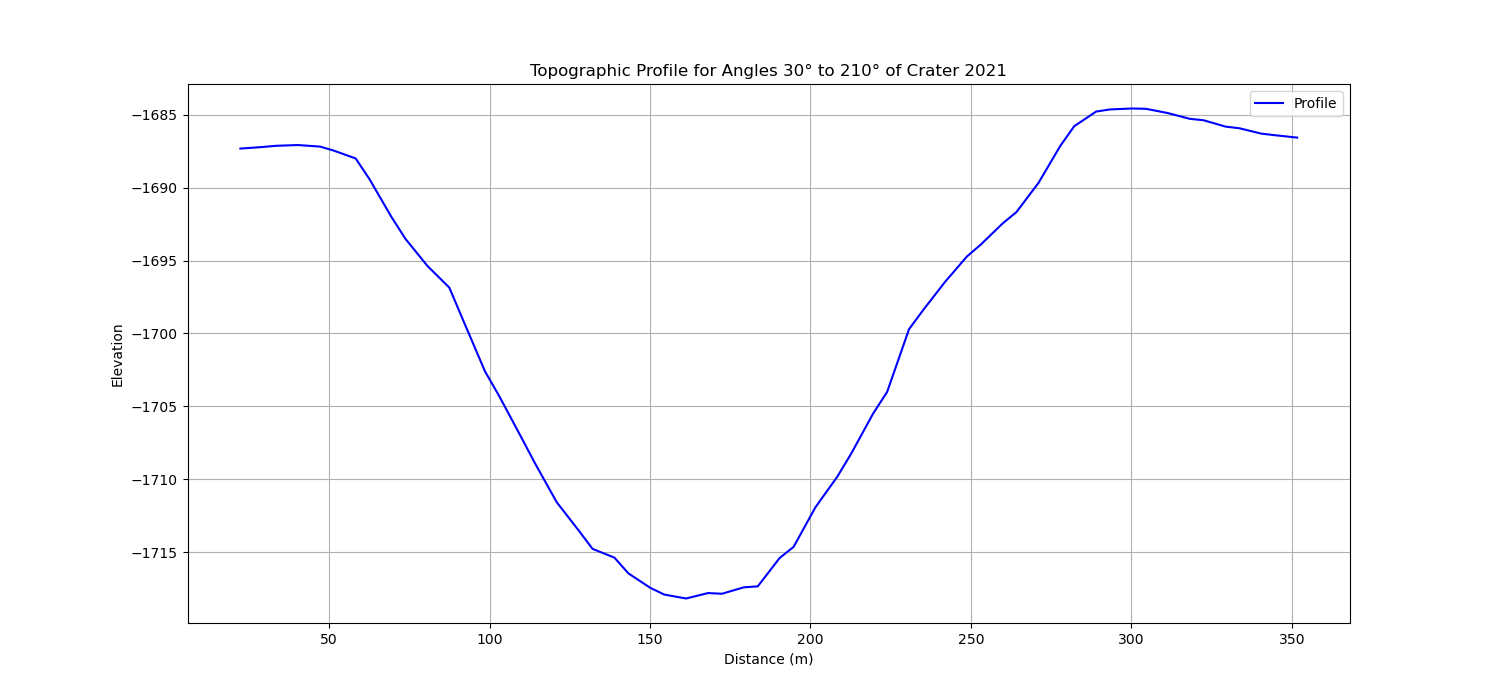 Topographic Profile for Angles 30° to 210° of Crater 2021
Profile
−1685
−1690
−1695
−1700
−1705
−1710
−1715
Elevation
50 100 150 200 250 300 350
Distance (m)